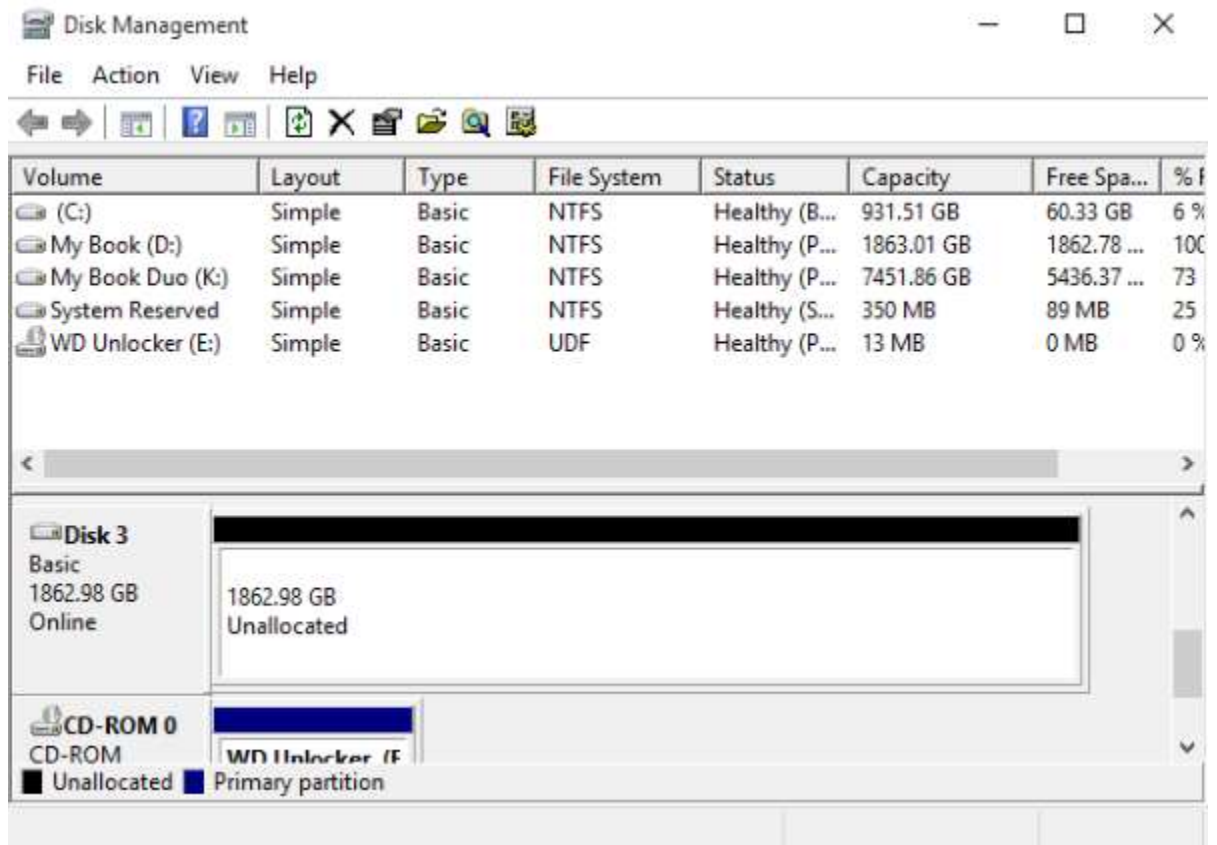 Disk Management
File Action View Help
Volume Layout Type File System Status Capacity Free Spa... % F
(C:) Simple Basic NTFS Healthy (B... 931.51 GB 60.33 GB 6 %
My Book (D:) Simple Basic NTFS Healthy (P... 1863.01 GB 1862.78 ... 100
My Book Duo (K:) Simple Basic NTFS Healthy (P... 7451.86 GB 5436.37 ... 73
System Reserved Simple Basic NTFS Healthy (S... 350 MB 89 MB 25
WD Unlocker (E:) Simple Basic UDF Healthy (P... 13 MB 0 MB 0 %
Disk 3
Basic
1862.98 GB
Online
1862.98 GB
Unallocated
CD-ROM 0
CD-ROM
WD Unlocker (E
Unallocated Primary partition